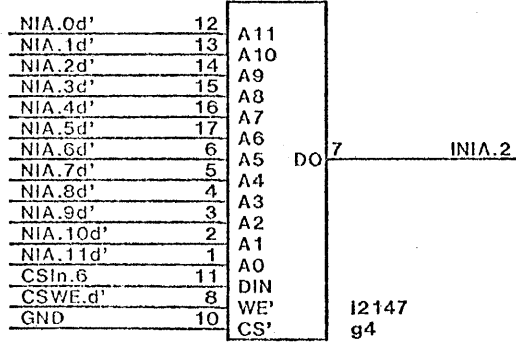 NIA.0d' 12 A11
NIA.1d' 13 A10
NIA.2d' 14 A9
NIA.3d' 15 A8
NIA.4d' 16 A7
NIA.5d' 17 A6
NIA.6d' 6 A5 DO 7 INIA.2
NIA.7d' 5 A4
NIA.8d' 4 A3
NIA.9d' 3 A2
NIA.10d' 2 A1
NIA.11d' 1 A0
CSIn.6 11 DIN
CSWE.d' 8 WE' I2147
GND 10 CS' g4